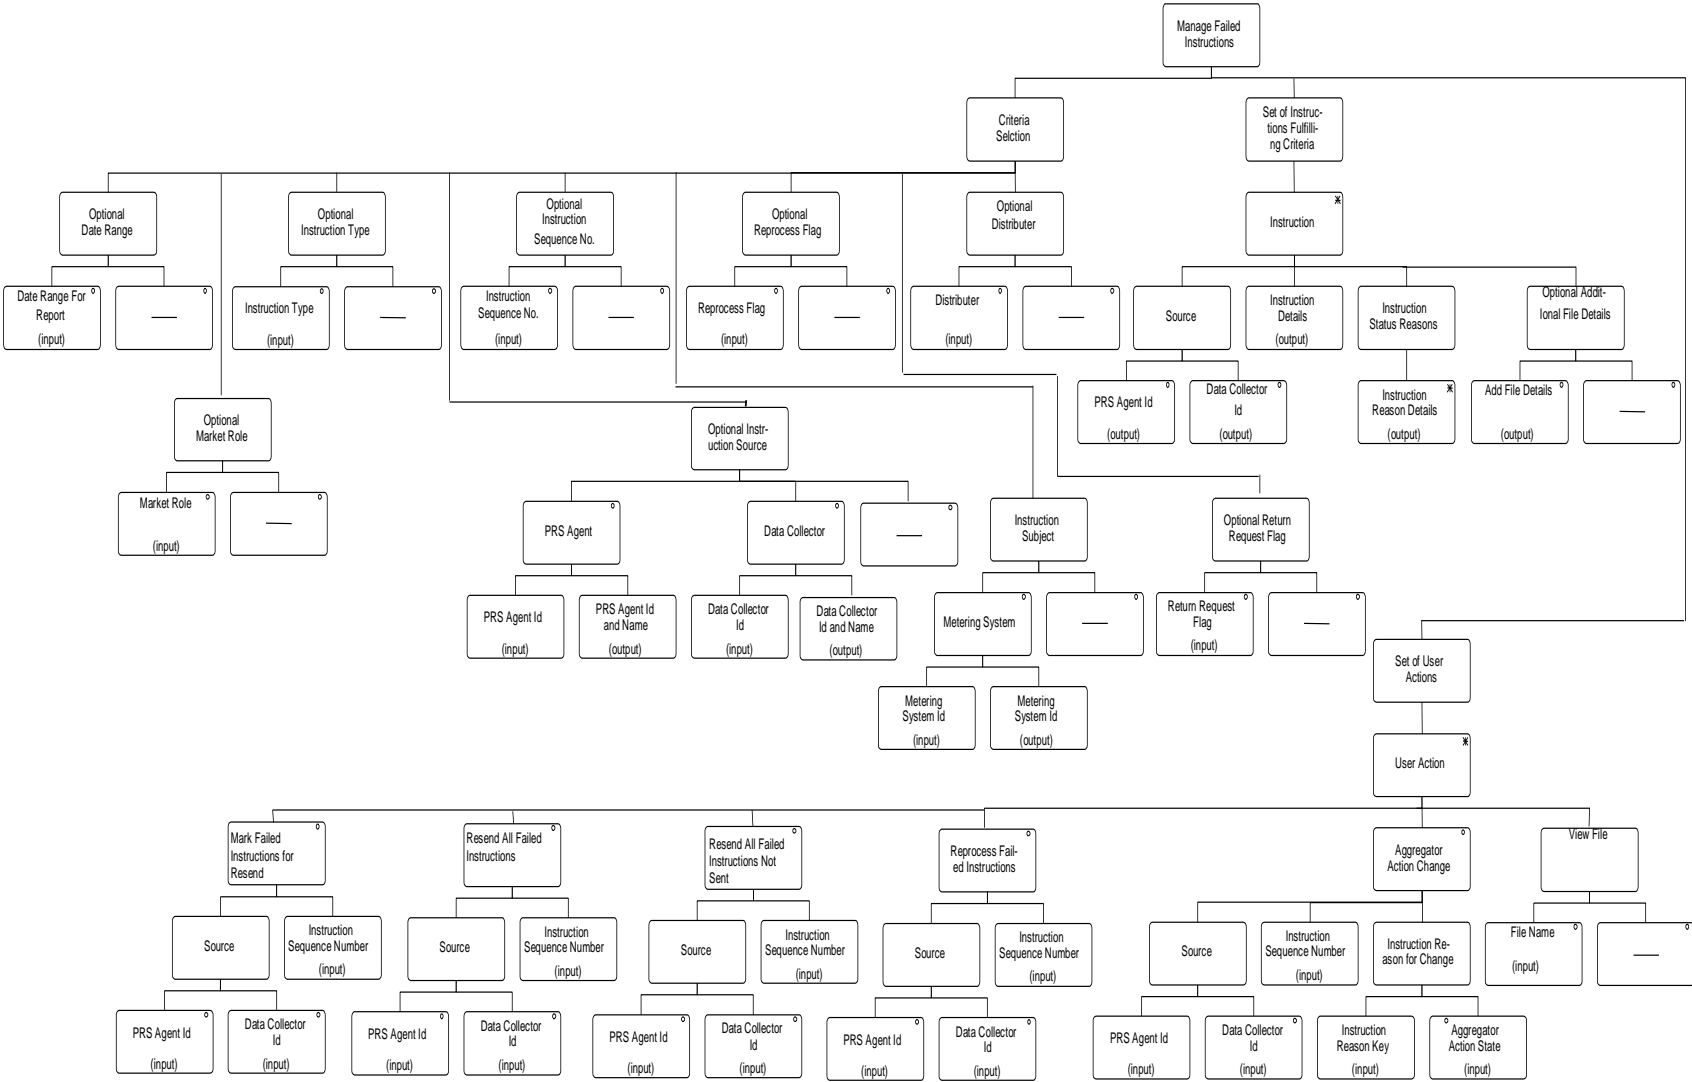 Manage Failed
Instructions
Criteria
Selction
Set of Instruc-
tions Fulfilli-
ng Criteria
Optional
Date Range
Optional
Instruction Type
Optional
Instruction
Sequence No.
Optional
Reprocess Flag
Optional
Distributer
Instruction
Date Range For
Report
(input)
Instruction Type
(input)
Instruction
Sequence No.
(input)
Reprocess Flag
(input)
Distributer
(input)
Source
Instruction
Details
(output)
Instruction
Status Reasons
Optional Addit-
Ional File Details
PRS Agent Id
(output)
Data Collector
Id
(output)
Instruction
Reason Details
(output)
Add File Details
(output)
Optional
Market Role
Optional Instr-
uction Source
Market Role
(input)
PRS Agent
Data Collector
Instruction
Subject
Optional Return
Request Flag
PRS Agent Id
(input)
PRS Agent Id
and Name
(output)
Data Collector
Id
(input)
Data Collector
Id and Name
(output)
Metering System
Return Request
Flag
(input)
Set of User
Actions
Metering
System Id
(input)
Metering
System Id
(output)
User Action
Mark Failed
Instructions for
Resend
Resend All Failed
Instructions
Resend All Failed
Instructions Not
Sent
Reprocess Fail-
ed Instructions
Aggregator
Action Change
View File
Source
Instruction
Sequence Number
(input)
Source
Instruction
Sequence Number
(input)
Source
Instruction
Sequence Number
(input)
Source
Instruction
Sequence Number
(input)
Source
Instruction
Sequence Number
(input)
Instruction Re-
ason for Change
File Name
(input)
PRS Agent Id
(input)
Data Collector
Id
(input)
PRS Agent Id
(input)
Data Collector
Id
(input)
PRS Agent Id
(input)
Data Collector
Id
(input)
PRS Agent Id
(input)
Data Collector
Id
(input)
PRS Agent Id
(input)
Data Collector
Id
(input)
Instruction
Reason Key
(input)
Aggregator
Action State
(input)